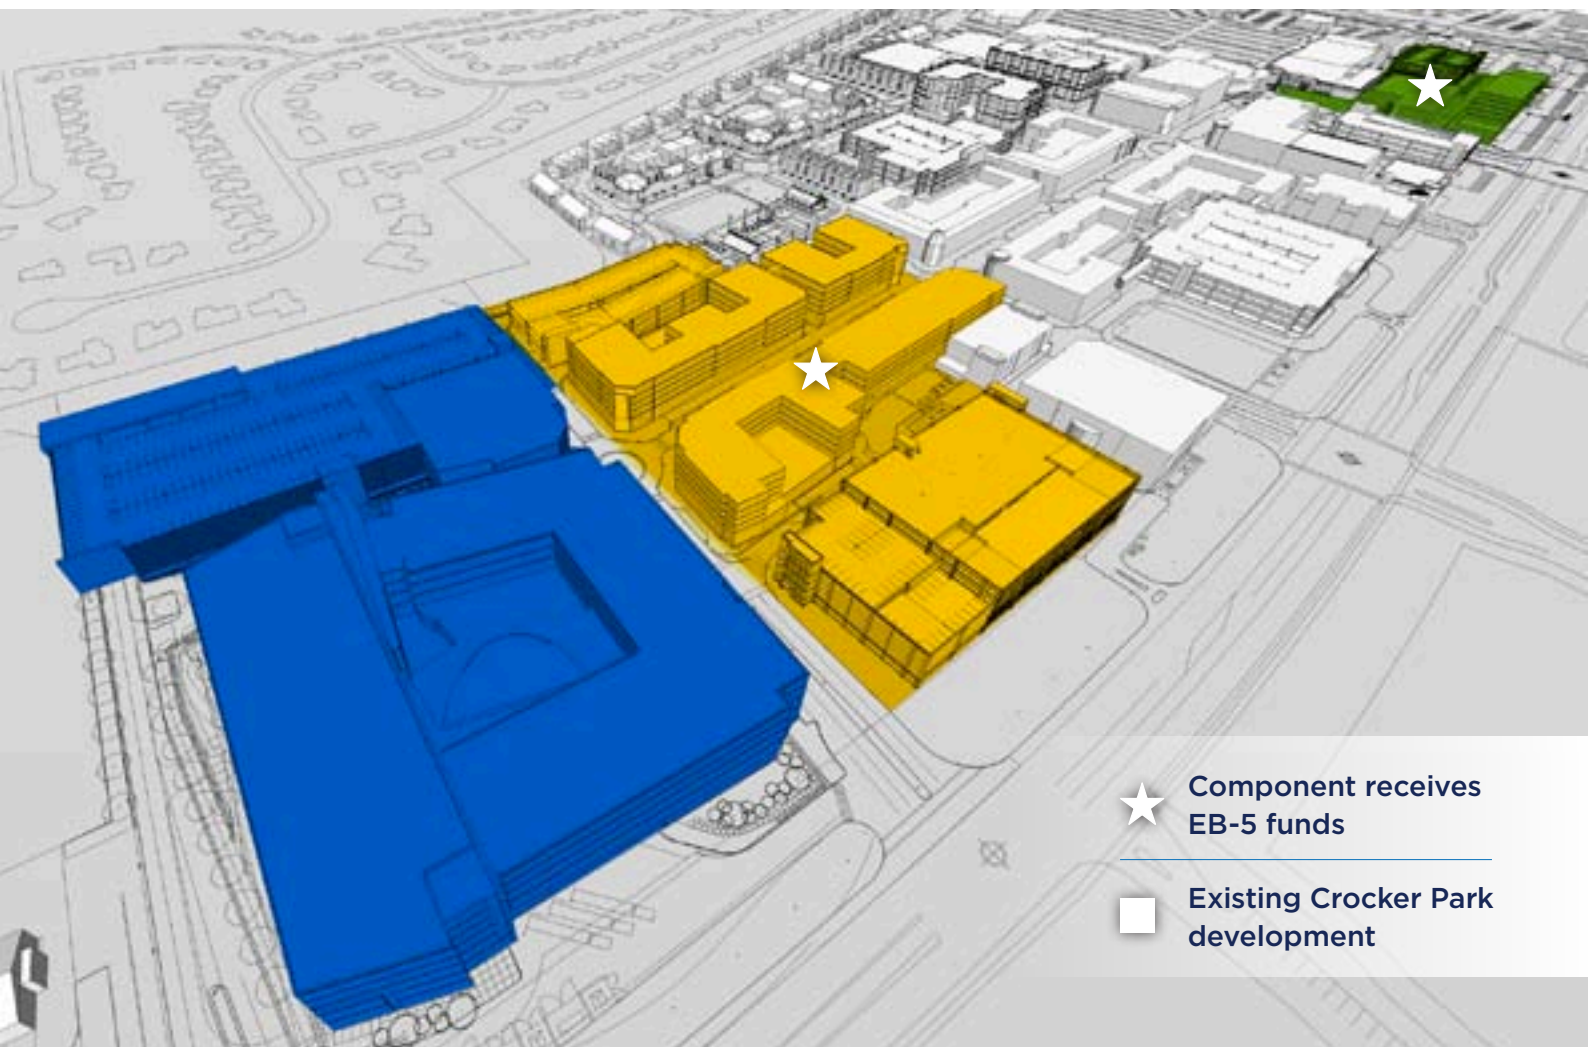 Component receives
EB-5 funds
Existing Crocker Park
development